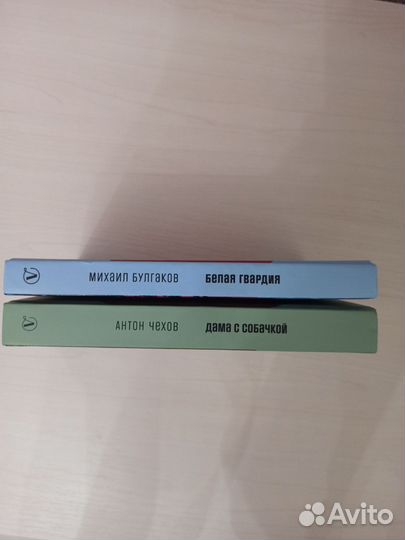 МИХАИЛ БУЛГАКОВ БЕЛАЯ ГВАРДИЯ
АНТОН ЧЕХОВ ДАМА С СОБАЧКОЙ
Avito